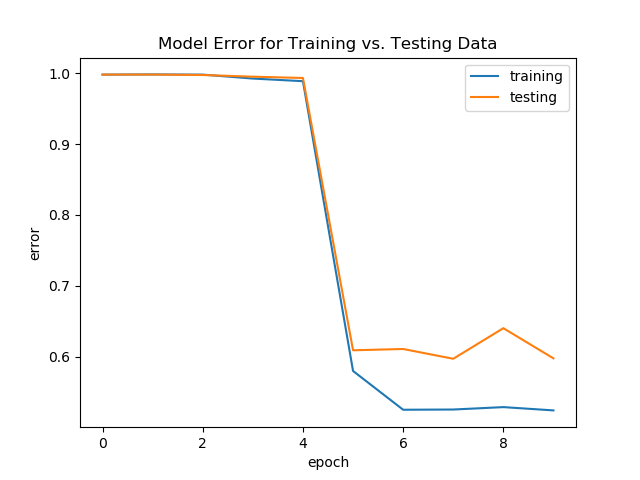 Model Error for Training vs. Testing Data
training
testing
error
1.0
0.9
0.8
0.7
0.6
0 2 4 6 8
epoch